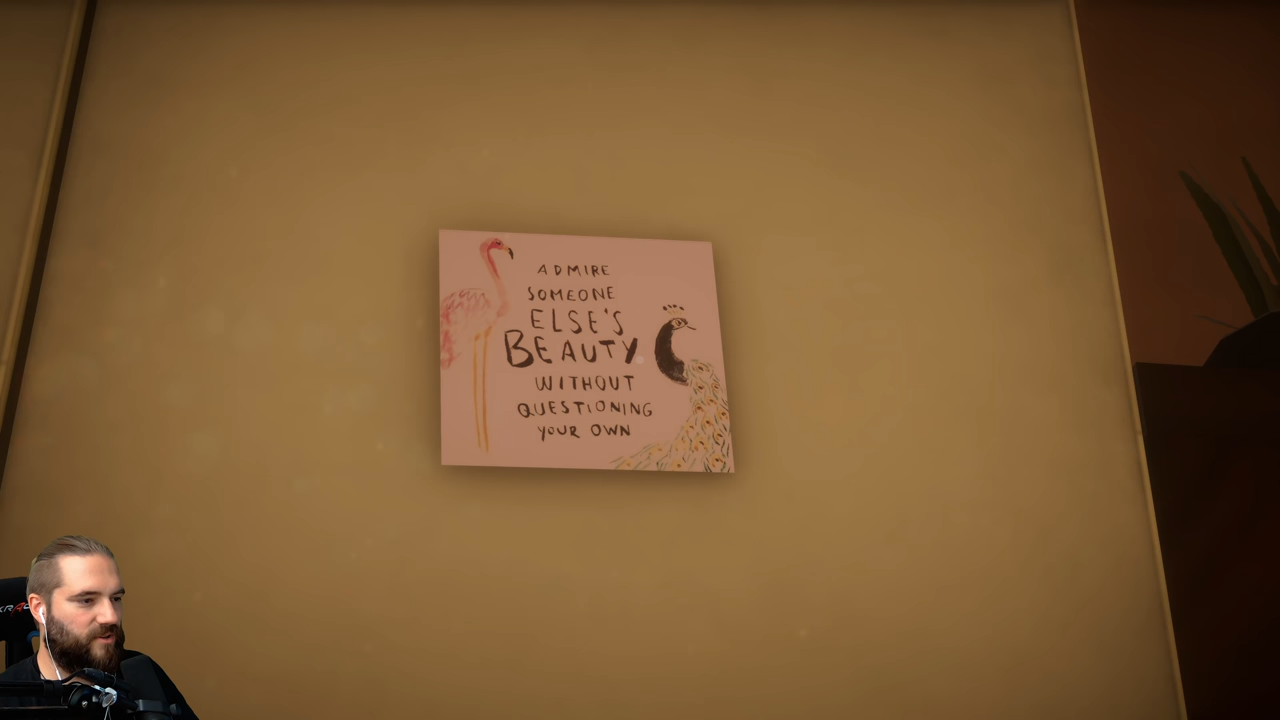 ADMIRE
SOMEONE
ELSE'S
BEAUTY
WITHOUT
QUESTIONING
YOUR OWN